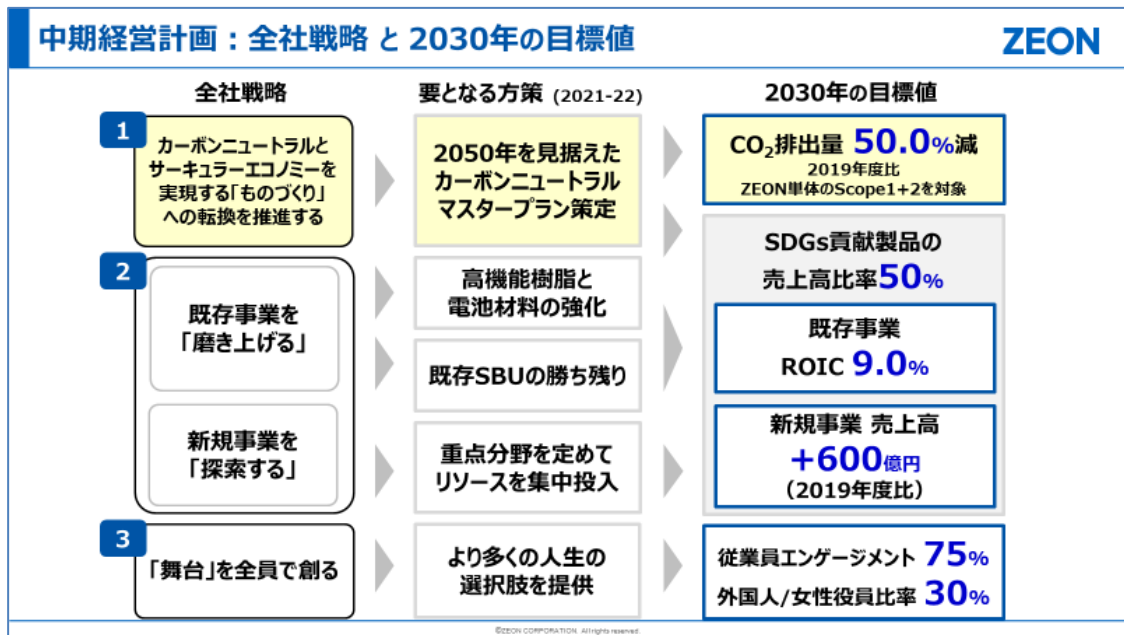 中期経営計画：全社戦略 と 2030年の目標値
ZEON
全社戦略
要となる方策 (2021-22)
2030年の目標値
1
カーボンニュートラルと
サーキュラーエコノミーを
実現する「ものづくり」
への転換を推進する
2050年を見据えた
カーボンニュートラル
マスタープラン策定
CO₂排出量 50.0%減
2019年度比
ZEON単体のScope1+2を対象
2
既存事業を
「磨き上げる」
新規事業を
「探索する」
高機能樹脂と
電池材料の強化
既存SBUの勝ち残り
重点分野を定めて
リソースを集中投入
SDGs貢献製品の
売上高比率50%
既存事業
ROIC 9.0%
新規事業 売上高
+600億円
（2019年度比）
3
「舞台」を全員で創る
より多くの人生の
選択肢を提供
従業員エンゲージメント 75%
外国人/女性役員比率 30%
©ZEON CORPORATION. All rights reserved.